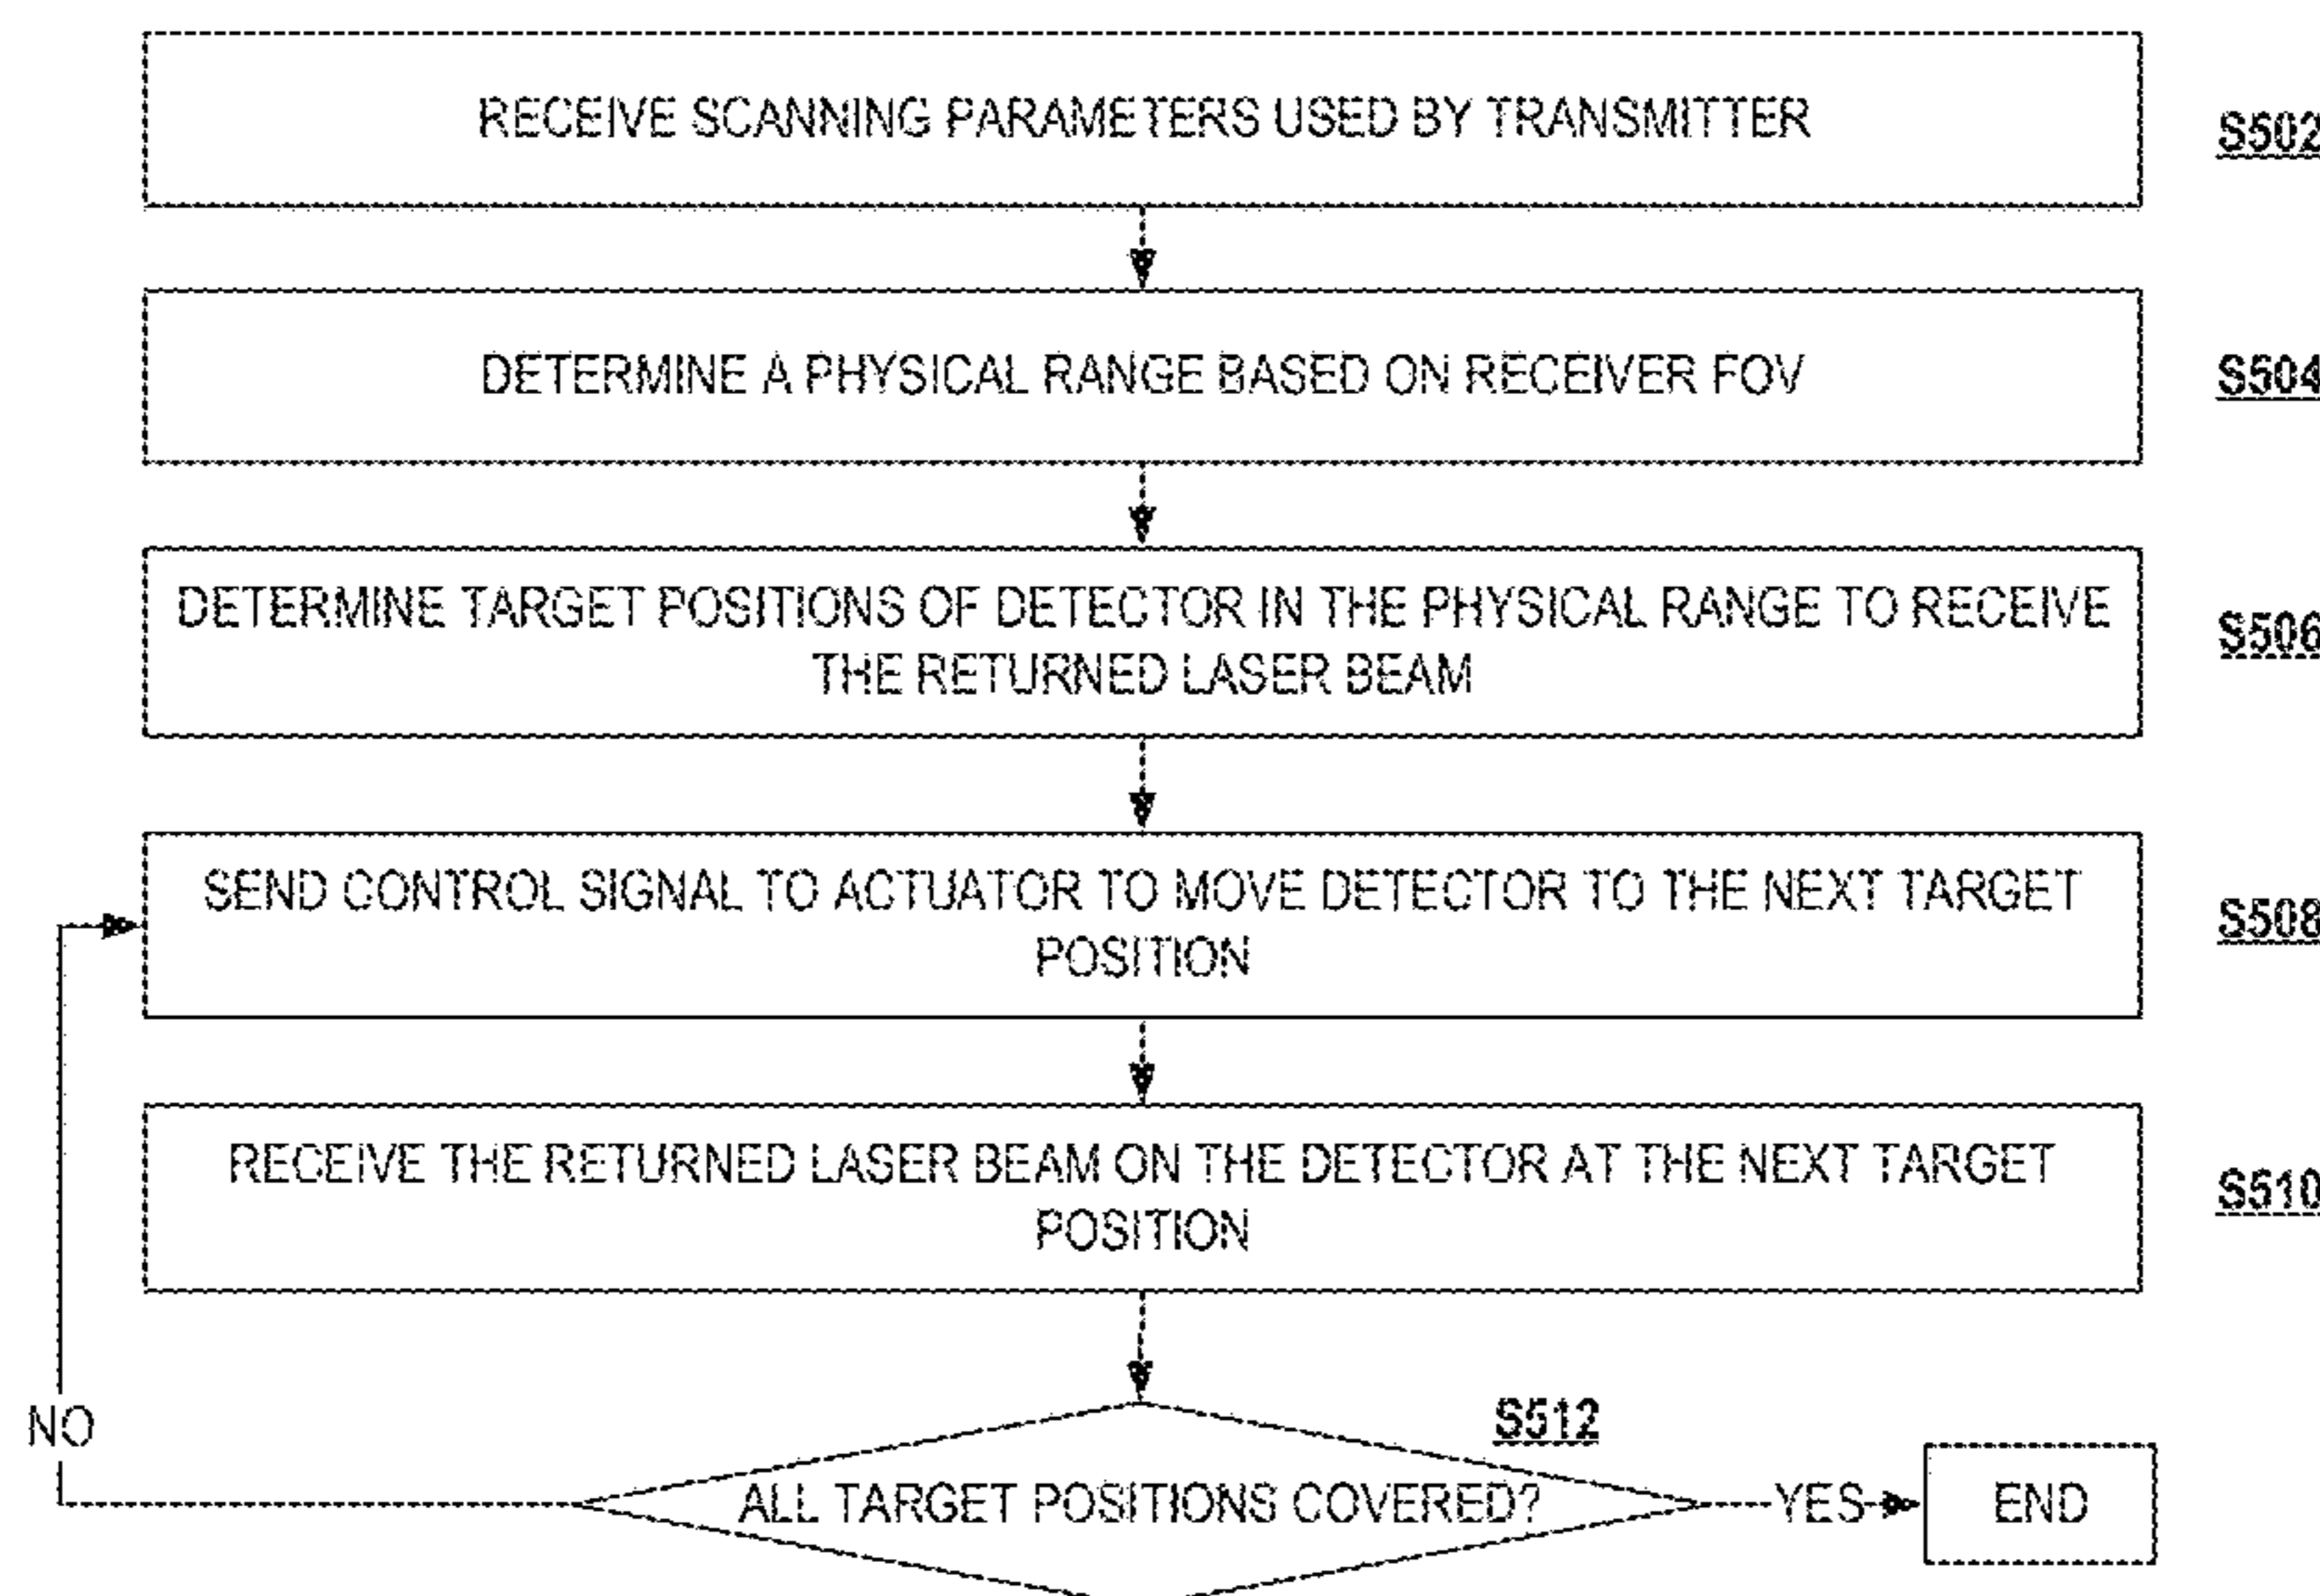 RECEIVE SCANNING PARAMETERS USED BY TRANSMITTER
S502
DETERMINE A PHYSICAL RANGE BASED ON RECEIVER FOV
S504
DETERMINE TARGET POSITIONS OF DETECTOR IN THE PHYSICAL RANGE TO RECEIVE
THE RETURNED LASER BEAM
S506
SEND CONTROL SIGNAL TO ACTUATOR TO MOVE DETECTOR TO THE NEXT TARGET
POSITION
S508
RECEIVE THE RETURNED LASER BEAM ON THE DETECTOR AT THE NEXT TARGET
POSITION
S510
NO
S512
ALL TARGET POSITIONS COVERED?
YES
END